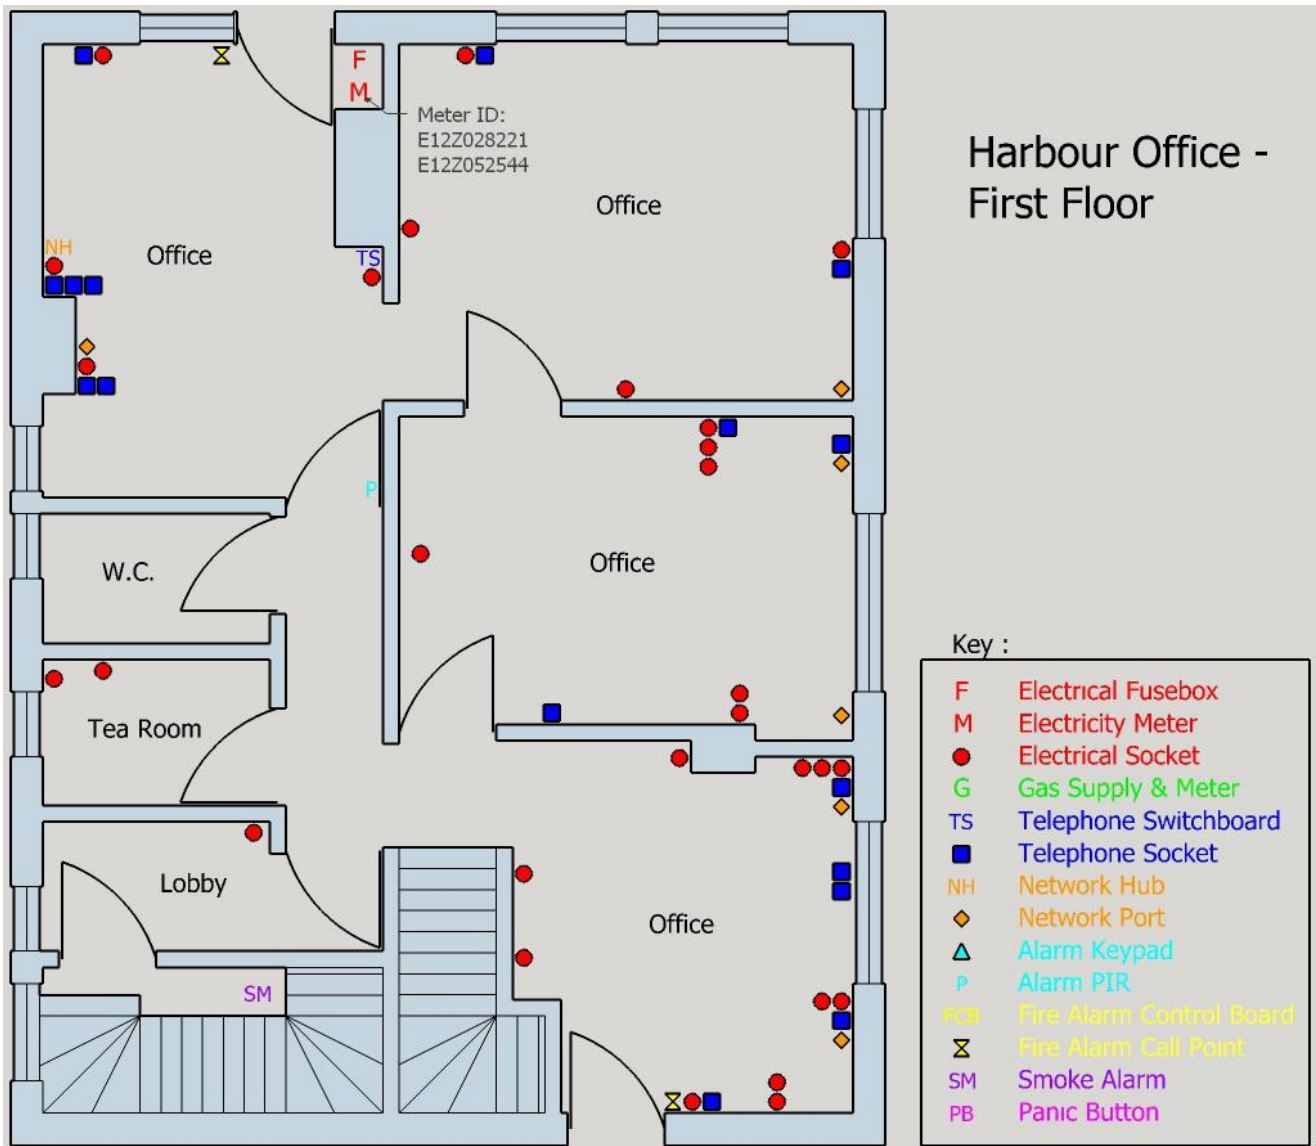 F
M
Meter ID:
E12Z028221
E12Z052544
Harbour Office -
First Floor
Office
Office
NH
TS
P
Office
W.C.
Tea Room
Lobby
Office
SM
Key :
F Electrical Fusebox
M Electricity Meter
Electrical Socket
G Gas Supply & Meter
TS Telephone Switchboard
Telephone Socket
NH Network Hub
Network Port
Alarm Keypad
P Alarm PIR
FCB Fire Alarm Control Board
Fire Alarm Call Point
SM Smoke Alarm
PB Panic Button